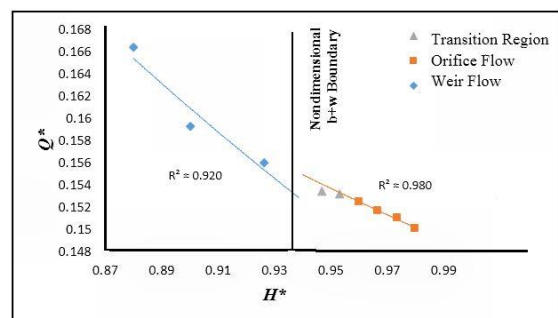 0.168
0.166
0.164
0.162
0.16
0.158
0.156
0.154
0.152
0.15
0.148
Q*
R² ≈ 0.920
Nondimensional
b+w Boundary
Transition Region
Orifice Flow
Weir Flow
R² ≈ 0.980
0.87
0.89
0.91
0.93
0.95
0.97
0.99
H*